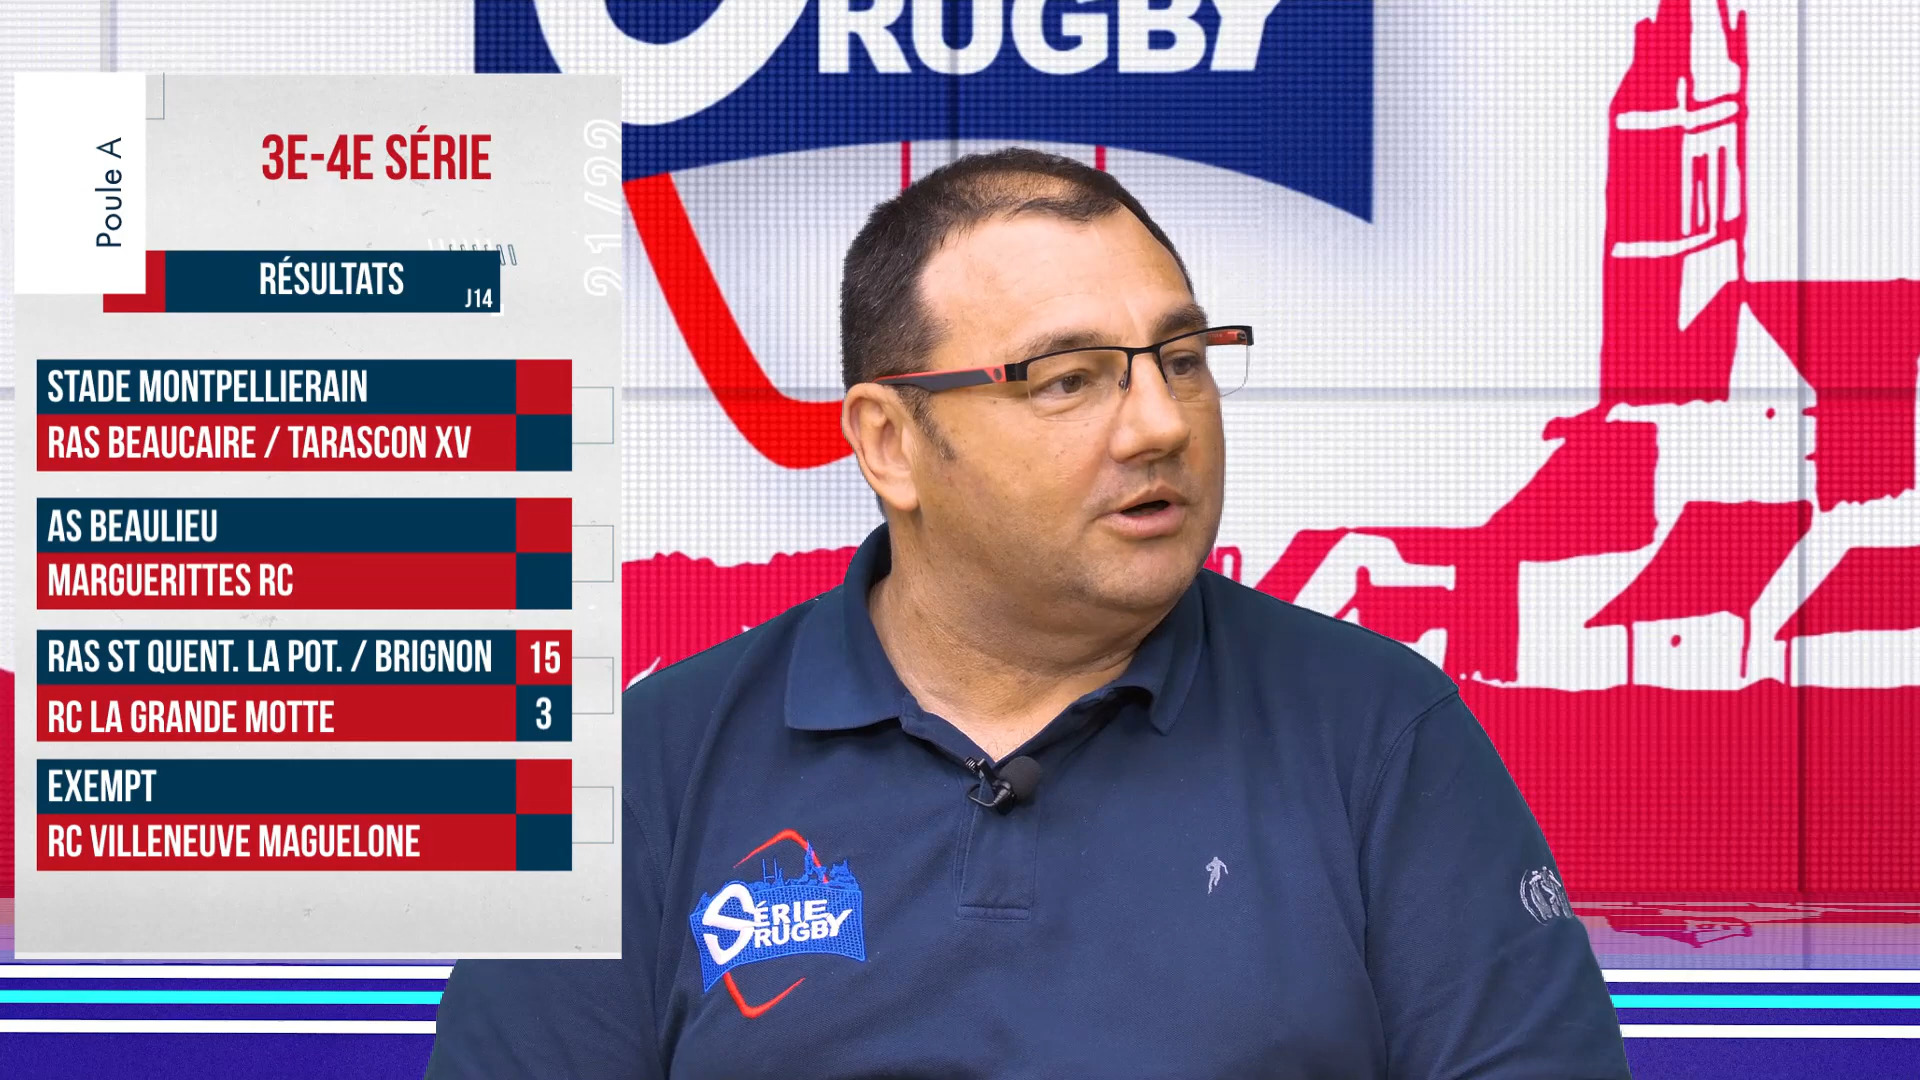 RUGBY
Poule A
3E-4E SÉRIE
21/22
RÉSULTATS
J14
STADE MONTPELLIERAIN
RAS BEAUCAIRE / TARASCON XV
AS BEAULIEU
MARGUERITTES RC
RAS ST QUENT. LA POT. / BRIGNON 15
RC LA GRANDE MOTTE 3
EXEMPT
RC VILLENEUVE MAGUELONE
SÉRIE
RUGBY